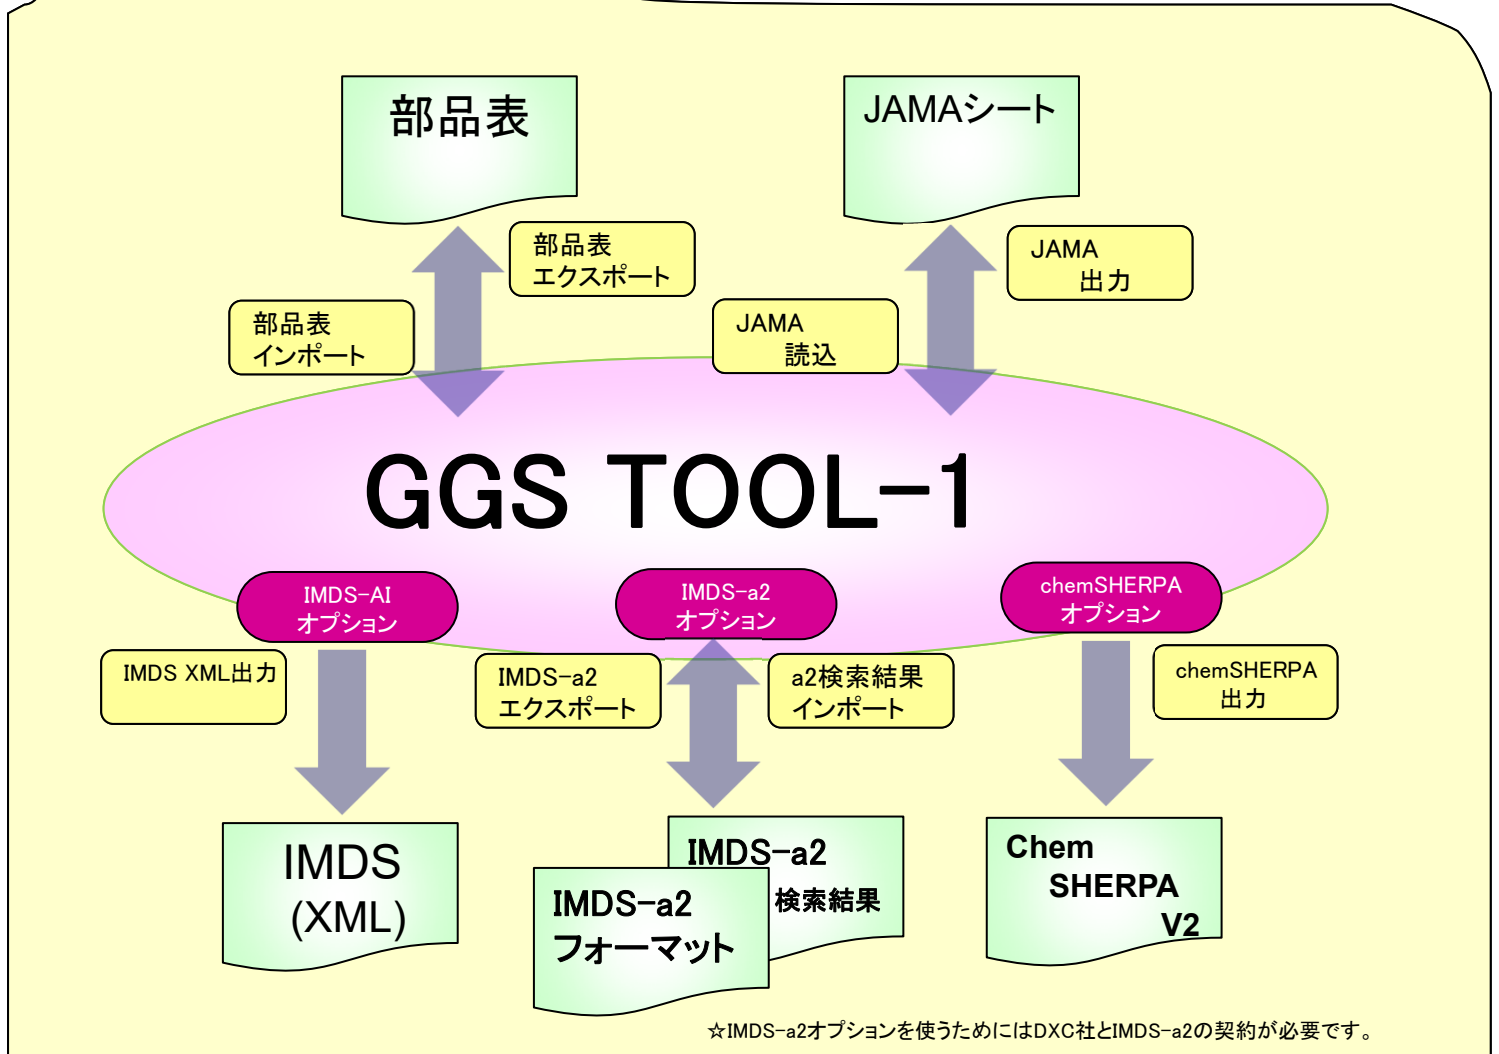 部品表
JAMAシート
部品表
エクスポート
JAMA
出力
部品表
インポート
JAMA
読込
GGS TOOL-1
IMDS-AI
オプション
IMDS-a2
オプション
chemSHERPA
オプション
IMDS XML出力
IMDS-a2
エクスポート
a2検索結果
インポート
chemSHERPA
出力
IMDS
(XML)
IMDS-a2
フォーマット
IMDS-a2
検索結果
Chem
SHERPA
V2
☆IMDS-a2オプションを使うためにはDXC社とIMDS-a2の契約が必要です。